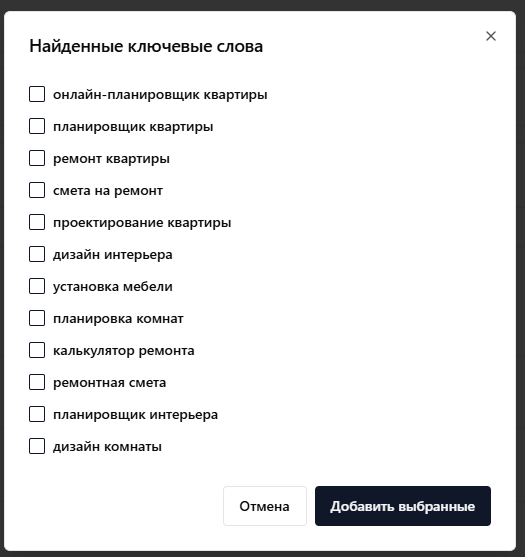 Найденные ключевые слова
онлайн-планировщик квартиры
планировщик квартиры
ремонт квартиры
смета на ремонт
проектирование квартиры
дизайн интерьера
установка мебели
планировка комнат
калькулятор ремонта
ремонтная смета
планировщик интерьера
дизайн комнаты
Отмена
Добавить выбранные